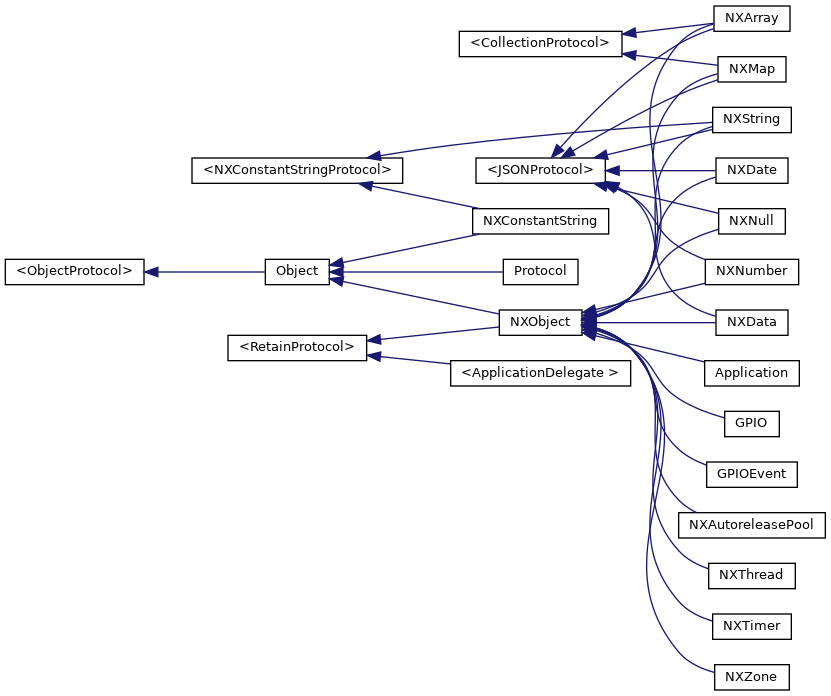 NXArray
<CollectionProtocol>
NXMap
NXString
<NXConstantStringProtocol>
<JSONProtocol>
NXDate
NXConstantString
NXNull
<ObjectProtocol>
Object
Protocol
NXNumber
NXObject
NXData
<RetainProtocol>
<ApplicationDelegate >
Application
GPIO
GPIOEvent
NXAutoreleasePool
NXThread
NXTimer
NXZone